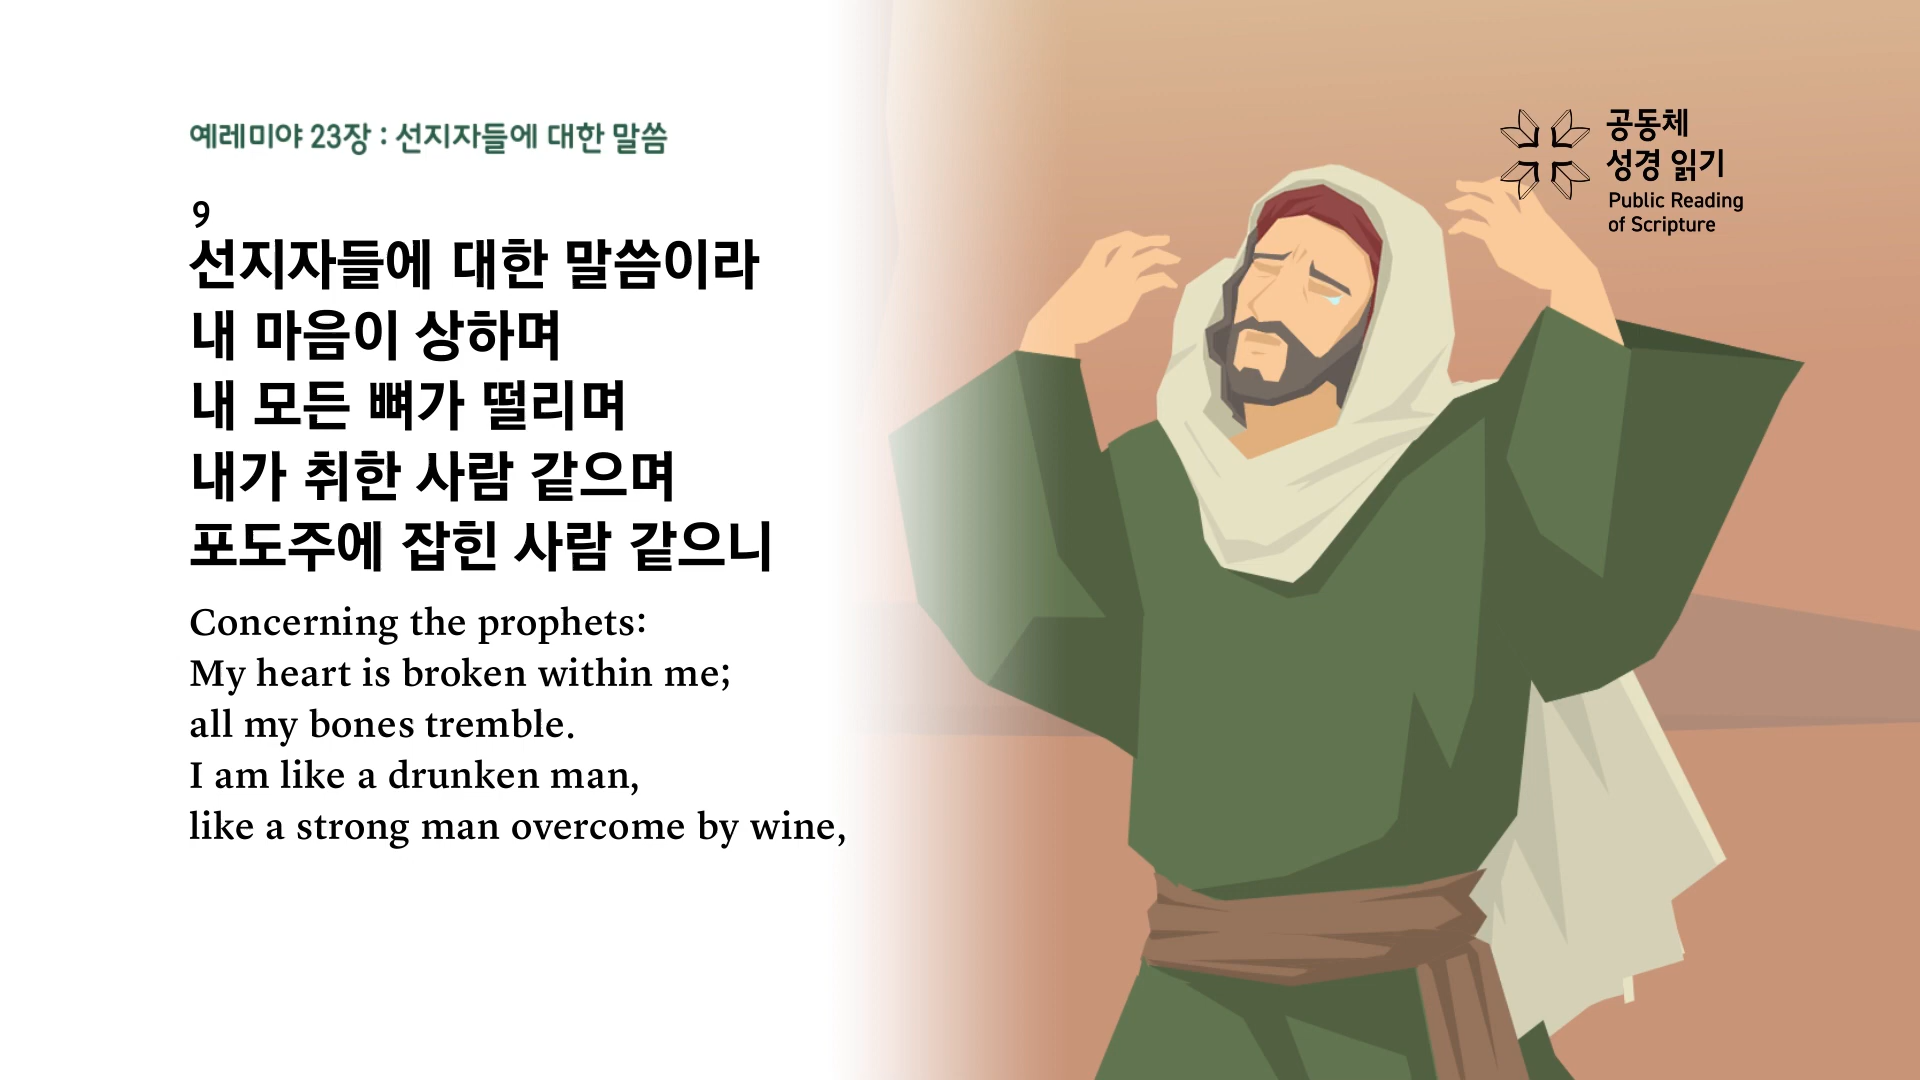 예레미야 23장 : 선지자들에 대한 말씀
9
선지자들에 대한 말씀이라
내 마음이 상하며
내 모든 뼈가 떨리며
내가 취한 사람 같으며
포도주에 잡힌 사람 같으니
Concerning the prophets:
My heart is broken within me;
all my bones tremble.
I am like a drunken man,
like a strong man overcome by wine,
공동체
성경 읽기
Public Reading
of Scripture